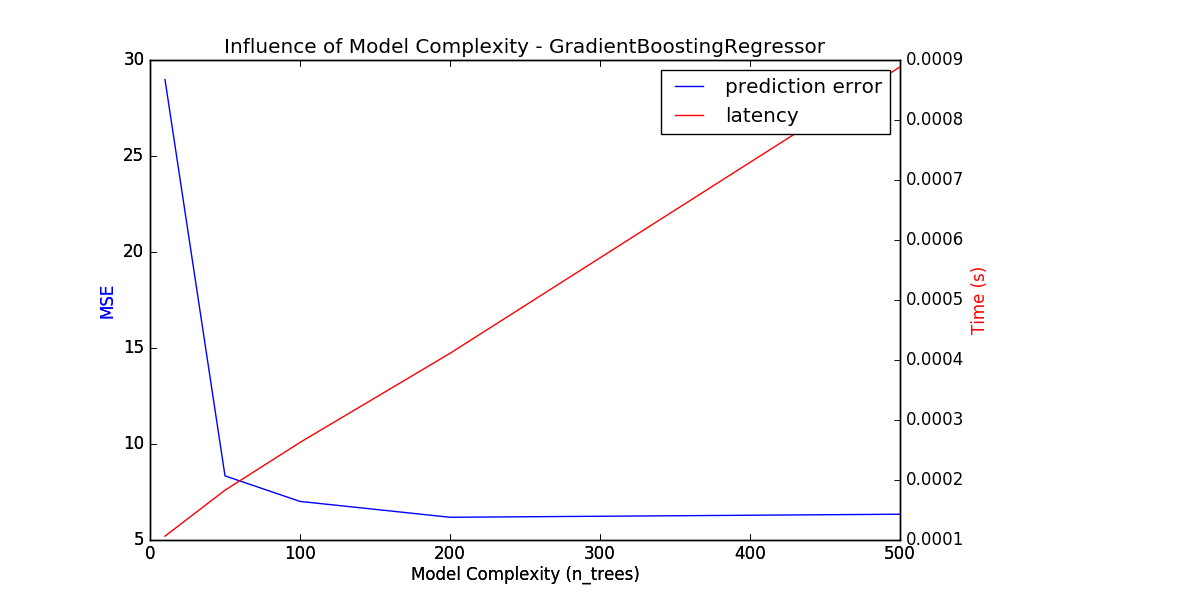 Influence of Model Complexity - GradientBoostingRegressor
prediction error
latency
30
25
20
15
10
5
MSE
0.0009
0.0008
0.0007
0.0006
0.0005
0.0004
0.0003
0.0002
0.0001
Time (s)
0 100 200 300 400 500
Model Complexity (n_trees)